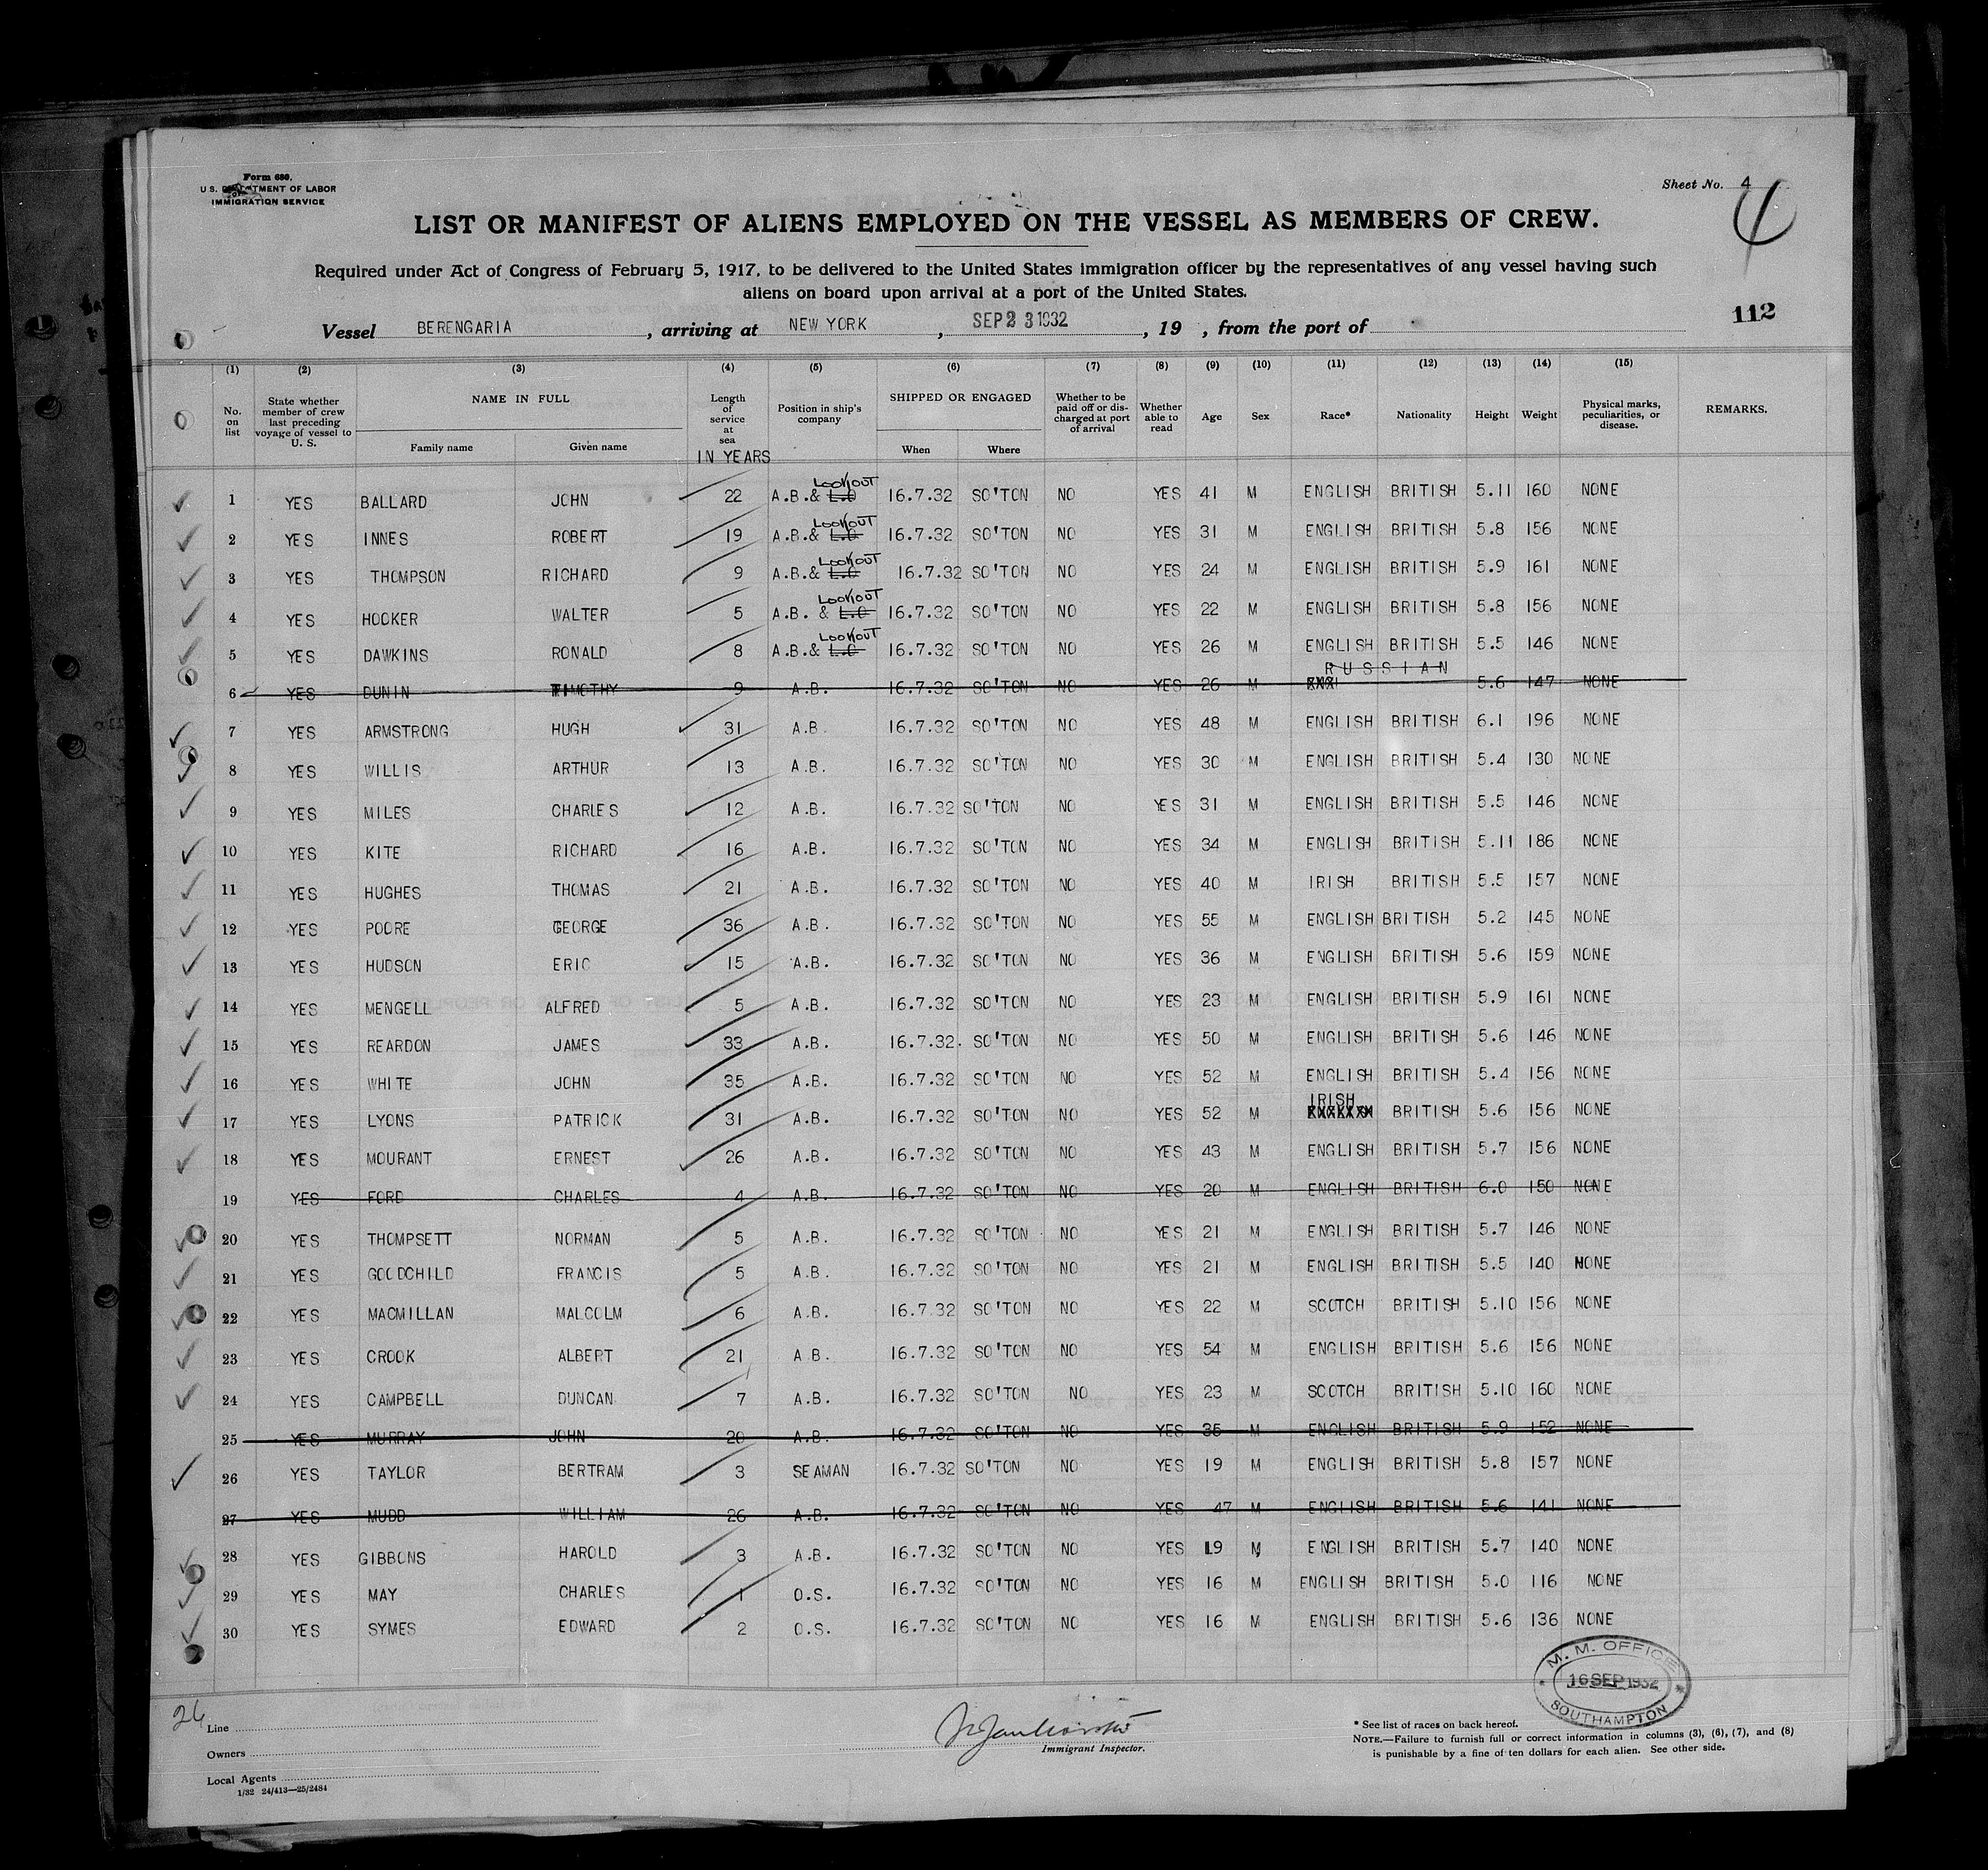 Form 680.
U.S. DEPARTMENT OF LABOR
IMMIGRATION SERVICE
Sheet No. 4
4
LIST OR MANIFEST OF ALIENS EMPLOYED ON THE VESSEL AS MEMBERS OF CREW.
Required under Act of Congress of February 5, 1917, to be delivered to the United States immigration officer by the representatives of any vessel having such
aliens on board upon arrival at a port of the United States.
112
Vessel BERENGARIA, arriving at NEW YORK, SEP 23 1932, 19 , from the port of
(1) (2) (3) (4) (5) (6) (7) (8) (9) (10) (11) (12) (13) (14) (15)
No. on list State whether member of crew last preceding voyage of vessel to U. S. NAME IN FULL Family name Given name Length of service at sea IN YEARS Position in ship's company SHIPPED OR ENGAGED When Where Whether to be paid off or discharged at port of arrival Whether able to read Age Sex Race* Nationality Height Weight Physical marks, peculiarities, or disease. REMARKS.
1 YES BALLARD JOHN 22 A.B.& L.O LOOKOUT 16.7.32 SO'TON NO YES 41 M ENGLISH BRITISH 5.11 160 NONE
2 YES INNES ROBERT 19 A.B.& L.O LOOKOUT 16.7.32 SO'TON NO YES 31 M ENGLISH BRITISH 5.8 156 NONE
3 YES THOMPSON RICHARD 9 A.B.& L.O LOOKOUT 16.7.32 SO'TON NO YES 24 M ENGLISH BRITISH 5.9 161 NONE
4 YES HOOKER WALTER 5 A.B. & L.O LOOKOUT 16.7.32 SO'TON NO YES 22 M ENGLISH BRITISH 5.8 156 NONE
5 YES DAWKINS RONALD 8 A.B.& L.O LOOKOUT 16.7.32 SO'TON NO YES 26 M ENGLISH BRITISH 5.5 146 NONE
6 YES DUNIN TIMOTHY 9 A.B. 16.7.32 SO'TON NO YES 26 M RUSSIAN 5.6 147 NONE
7 YES ARMSTRONG HUGH 31 A.B. 16.7.32 SO'TON NO YES 48 M ENGLISH BRITISH 6.1 196 NONE
8 YES WILLIS ARTHUR 13 A.B. 16.7.32 SO'TON NO YES 30 M ENGLISH BRITISH 5.4 130 NONE
9 YES MILES CHARLES 12 A.B. 16.7.32 SO'TON NO YES 31 M ENGLISH BRITISH 5.5 146 NONE
10 YES KITE RICHARD 16 A.B. 16.7.32 SO'TON NO YES 34 M ENGLISH BRITISH 5.11 186 NONE
11 YES HUGHES THOMAS 21 A.B. 16.7.32 SO'TON NO YES 40 M IRISH BRITISH 5.5 157 NONE
12 YES POORE GEORGE 36 A.B. 16.7.32 SO'TON NO YES 55 M ENGLISH BRITISH 5.2 145 NONE
13 YES HUDSON ERIC 15 A.B. 16.7.32 SO'TON NO YES 36 M ENGLISH BRITISH 5.6 159 NONE
14 YES MENGELL ALFRED 5 A.B. 16.7.32 SO'TON NO YES 23 M ENGLISH BRITISH 5.9 161 NONE
15 YES REARDON JAMES 33 A.B. 16.7.32. SO'TON NO YES 50 M ENGLISH BRITISH 5.6 146 NONE
16 YES WHITE JOHN 35 A.B. 16.7.32 SO'TON NO YES 52 M ENGLISH BRITISH 5.4 156 NONE
17 YES LYONS PATRICK 31 A.B. 16.7.32 SO'TON NO YES 52 M IRISH BRITISH 5.6 156 NONE
18 YES MOURANT ERNEST 26 A.B. 16.7.32 SO'TON NO YES 43 M ENGLISH BRITISH 5.7 156 NONE
19 YES FORD CHARLES 4 A.B. 16.7.32 SO'TON NO YES 20 M ENGLISH BRITISH 6.0 150 NONE
20 YES THOMPSETT NORMAN 5 A.B. 16.7.32 SO'TON NO YES 21 M ENGLISH BRITISH 5.7 146 NONE
21 YES GOODCHILD FRANCIS 5 A.B. 16.7.32 SO'TON NO YES 21 M ENGLISH BRITISH 5.5 140 NONE
22 YES MACMILLAN MALCOLM 6 A.B. 16.7.32 SO'TON NO YES 22 M SCOTCH BRITISH 5.10 156 NONE
23 YES CROOK ALBERT 21 A.B. 16.7.32 SO'TON NO YES 54 M ENGLISH BRITISH 5.6 156 NONE
24 YES CAMPBELL DUNCAN 7 A.B. 16.7.32 SO'TON NO YES 23 M SCOTCH BRITISH 5.10 160 NONE
25 YES MURRAY JOHN 20 A.B. 16.7.32 SO'TON NO YES 35 M ENGLISH BRITISH 5.9 152 NONE
26 YES TAYLOR BERTRAM 3 SEAMAN 16.7.32 SO'TON NO YES 19 M ENGLISH BRITISH 5.8 157 NONE
27 YES MUDD WILLIAM 26 A.B. 16.7.32 SO'TON NO YES 47 M ENGLISH BRITISH 5.6 141 NONE
28 YES GIBBONS HAROLD 3 A.B. 16.7.32 SO'TON NO YES 19 M ENGLISH BRITISH 5.7 140 NONE
29 YES MAY CHARLES 1 O.S. 16.7.32 SO'TON NO YES 16 M ENGLISH BRITISH 5.0 116 NONE
30 YES SYMES EDWARD 2 O.S. 16.7.32 SO'TON NO YES 16 M ENGLISH BRITISH 5.6 136 NONE
M. M. OFFICE
16 SEP 1932
SOUTHAMPTON
26
Line
Owners
Local Agents
1/32 24/413—25/2484
Immigrant Inspector.
* See list of races on back hereof.
NOTE.—Failure to furnish full or correct information in columns (3), (6), (7), and (8)
is punishable by a fine of ten dollars for each alien. See other side.